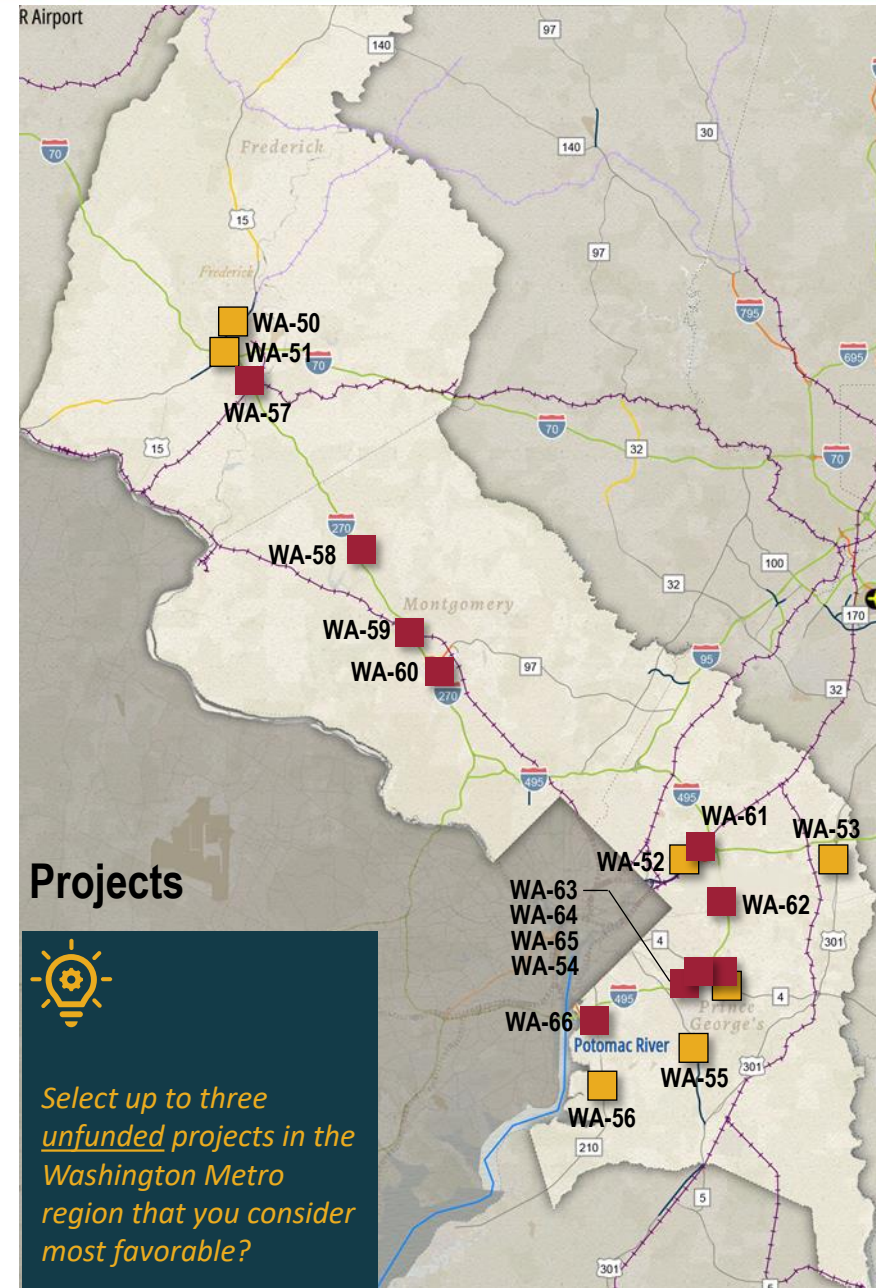 R Airport
97
140
140
30
70
Frederick
15
97
Frederick
795
WA-50
WA-51
695
70
WA-57
70
32
70
15
270
WA-58
100
32
Montgomery
170
WA-59
97
95
WA-60
270
32
495
495
WA-61
WA-53
WA-52
Projects
WA-63
WA-62
WA-64
WA-65
4
301
WA-54
495
4
Prince
George's
WA-66
Potomac River
WA-55
301
WA-56
210
5
301
5
Select up to three
unfunded projects in the
Washington Metro
region that you consider
most favorable?